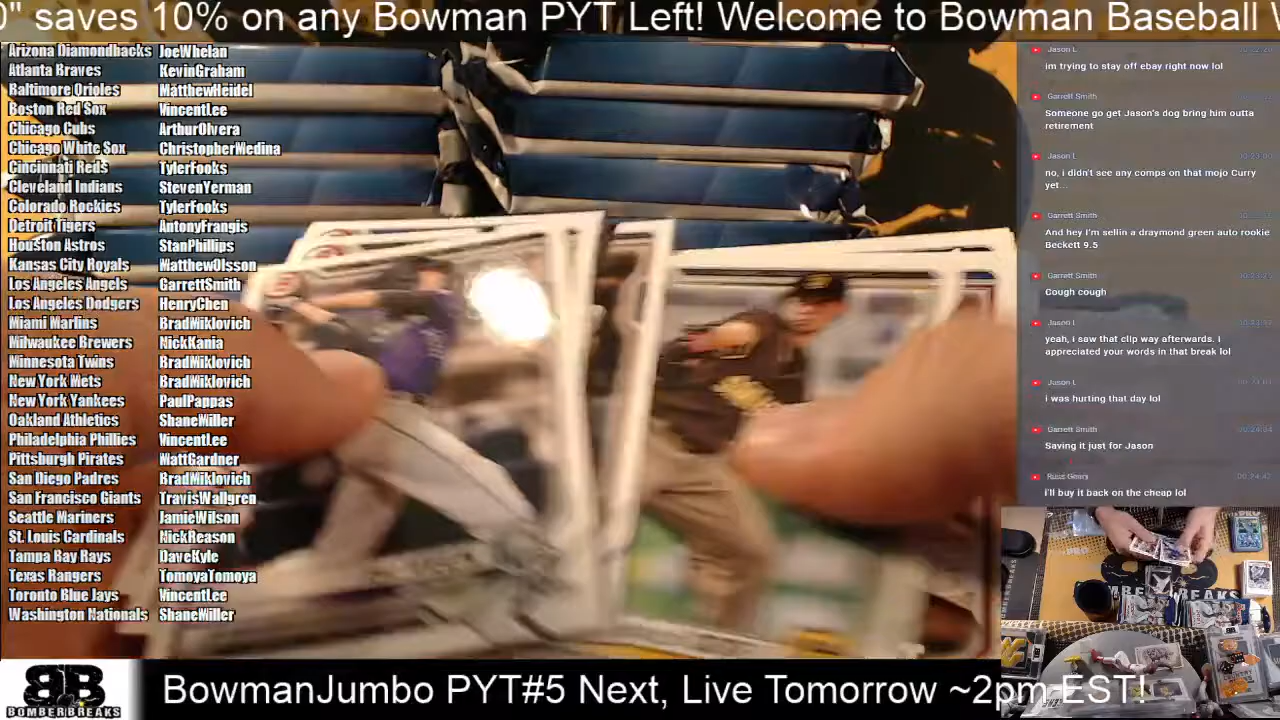 0" saves 10% on any Bowman PYT Left! Welcome to Bowman Baseball
Arizona Diamondbacks JoeWhelan
Atlanta Braves KevinGraham
Baltimore Orioles MatthewHeidel
Boston Red Sox VincentLee
Chicago Cubs ArthurOlvera
Chicago White Sox ChristopherMedina
Cincinnati Reds TylerFooks
Cleveland Indians StevenYerman
Colorado Rockies TylerFooks
Detroit Tigers AntonyFrangis
Houston Astros StanPhillips
Kansas City Royals MatthewOlsson
Los Angeles Angels GarrettSmith
Los Angeles Dodgers HenryChen
Miami Marlins BradMiklovich
Milwaukee Brewers NickKania
Minnesota Twins BradMiklovich
New York Mets BradMiklovich
New York Yankees PaulPappas
Oakland Athletics ShaneMiller
Philadelphia Phillies VincentLee
Pittsburgh Pirates MattGardner
San Diego Padres BradMiklovich
San Francisco Giants TravisWallgren
Seattle Mariners JamieWilson
St. Louis Cardinals NickReason
Tampa Bay Rays DaveKyle
Texas Rangers TomoyaTomoya
Toronto Blue Jays VincentLee
Washington Nationals ShaneMiller
Jason L
im trying to stay off ebay right now lol
Garrett Smith
Someone go get Jason's dog bring him outta
retirement
Jason L
no, i didn't see any comps on that mojo Curry
yet...
Garrett Smith
And hey I'm sellin a draymond green auto rookie
Beckett 9.5
Garrett Smith
Cough cough
Jason L
yeah, i saw that clip way afterwards. i
appreciated your words in that break lol
Jason L
i was hurting that day lol
Garrett Smith
Saving it just for Jason
i'll buy it back on the cheap lol
BB
BOMBERBREAKS
BowmanJumbo PYT#5 Next, Live Tomorrow ~2pm EST!